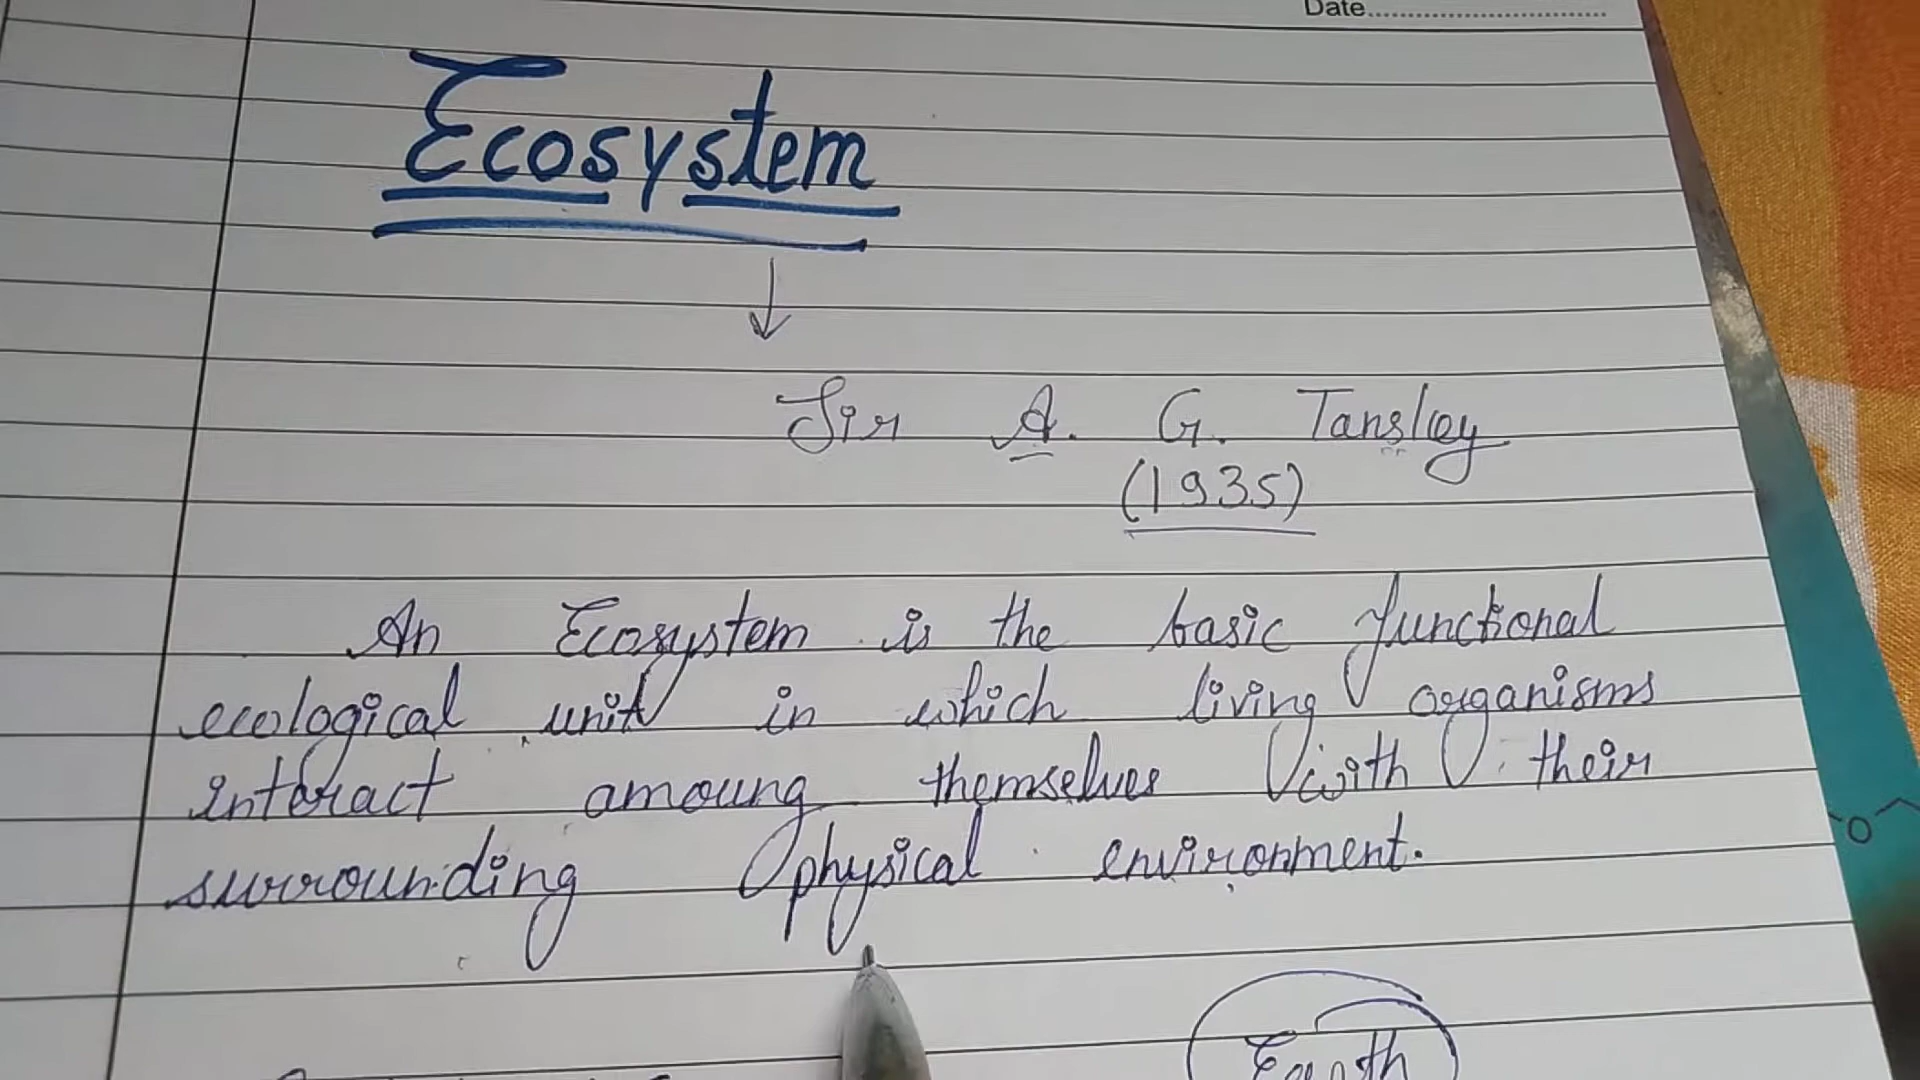 Date
Ecosystem
Sir A. G. Tansley
(1935)
An Ecosystem is the basic functional
ecological unit in which living organisms
interact amoung themselves with their
surrounding physical environment.
Earth
O